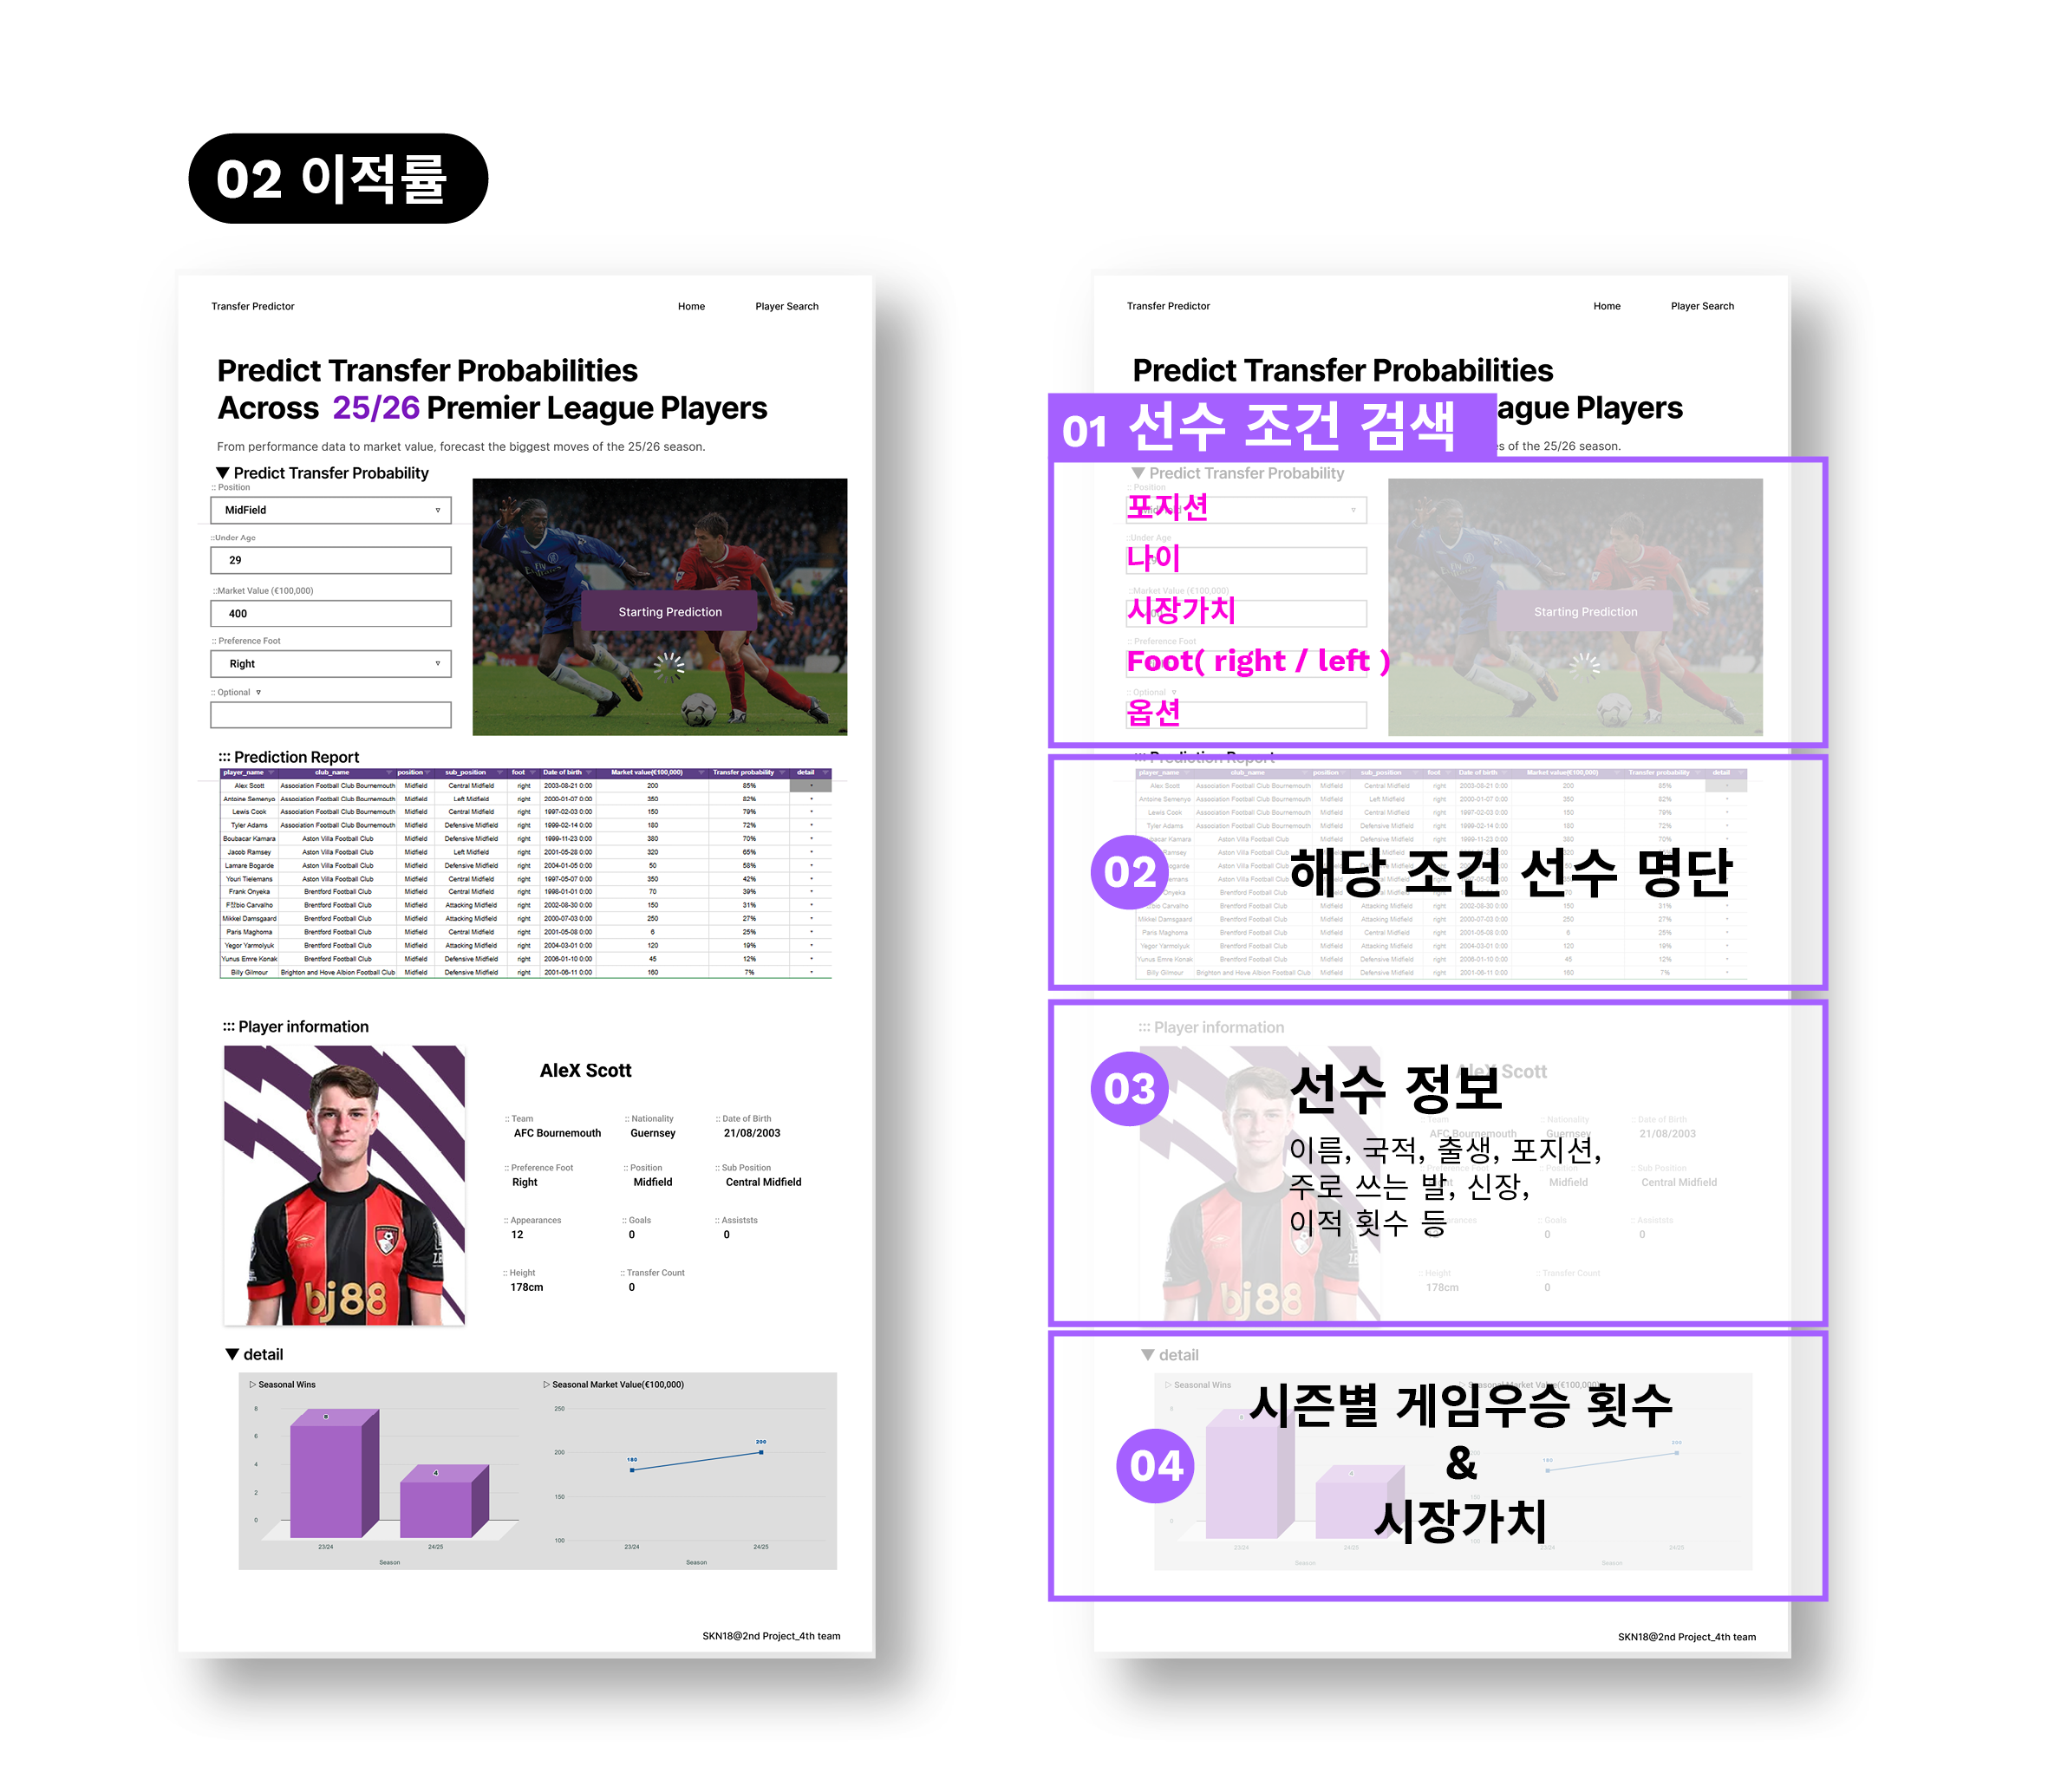 02 이적률
Transfer Predictor Home Player Search
Predict Transfer Probabilities
Across 25/26 Premier League Players
From performance data to market value, forecast the biggest moves of the 25/26 season.
▼ Predict Transfer Probability
:: Position
MidField
::Under Age
29
::Market Value (€100,000)
400
:: Preference Foot
Right
:: Optional
Starting Prediction
::: Prediction Report
player_name club_name position sub_position foot Date of birth Market value(€100,000) Transfer probability detail
Alex Scott Association Football Club Bournemouth Midfield Central Midfield right 2003-08-21 0:00 200 85%
Antoine Semenyo Association Football Club Bournemouth Midfield Left Midfield right 2000-01-07 0:00 350 82%
Lewis Cook Association Football Club Bournemouth Midfield Central Midfield right 1997-02-03 0:00 150 79%
Tyler Adams Association Football Club Bournemouth Midfield Defensive Midfield right 1999-02-14 0:00 180 72%
Boubacar Kamara Aston Villa Football Club Midfield Defensive Midfield right 1999-11-23 0:00 380 70%
Jacob Ramsey Aston Villa Football Club Midfield Left Midfield right 2001-05-28 0:00 320 65%
Lamare Bogarde Aston Villa Football Club Midfield Defensive Midfield right 2004-01-05 0:00 50 58%
Youri Tielemans Aston Villa Football Club Midfield Central Midfield right 1997-05-07 0:00 350 42%
Frank Onyeka Brentford Football Club Midfield Central Midfield right 1998-01-01 0:00 70 39%
Carvalho Brentford Football Club Midfield Attacking Midfield right 2002-08-30 0:00 150 31%
Mikkel Damsgaard Brentford Football Club Midfield Attacking Midfield right 2000-07-03 0:00 250 27%
Paris Maghoma Brentford Football Club Midfield Central Midfield right 2001-05-08 0:00 6 25%
Yegor Yarmolyuk Brentford Football Club Midfield Attacking Midfield right 2004-03-01 0:00 120 19%
Yunus Emre Konak Brentford Football Club Midfield Defensive Midfield right 2006-01-10 0:00 45 12%
Billy Gilmour Brighton and Hove Albion Football Club Midfield Defensive Midfield right 2001-06-11 0:00 160 7%
::: Player information
AleX Scott
:: Team :: Nationality :: Date of Birth
AFC Bournemouth Guernsey 21/08/2003
:: Preference Foot :: Position :: Sub Position
Right Midfield Central Midfield
:: Appearances :: Goals :: Assiststs
12 0 0
:: Height :: Transfer Count
178cm 0
bj88
▼ detail
▷ Seasonal Wins ▷ Seasonal Market Value(€100,000)
8 6 4 2 0
8 4
23/24 24/25
Season
250 200 150 100
180 200
23/24 24/25
Season
SKN18@2nd Project_4th team
Transfer Predictor Home Player Search
Predict Transfer Probabilities
ague Players
01 선수 조건 검색
es of the 25/26 season.
▼ Predict Transfer Probability
포지션
나이
시장가치
Foot( right / left )
옵션
Starting Prediction
02 해당 조건 선수 명단
::: Player information
03 선수 정보
이름, 국적, 출생, 포지션,
주로 쓰는 발, 신장,
이적 횟수 등
▼ detail
04 시즌별 게임우승 횟수
&
시장가치
SKN18@2nd Project_4th team